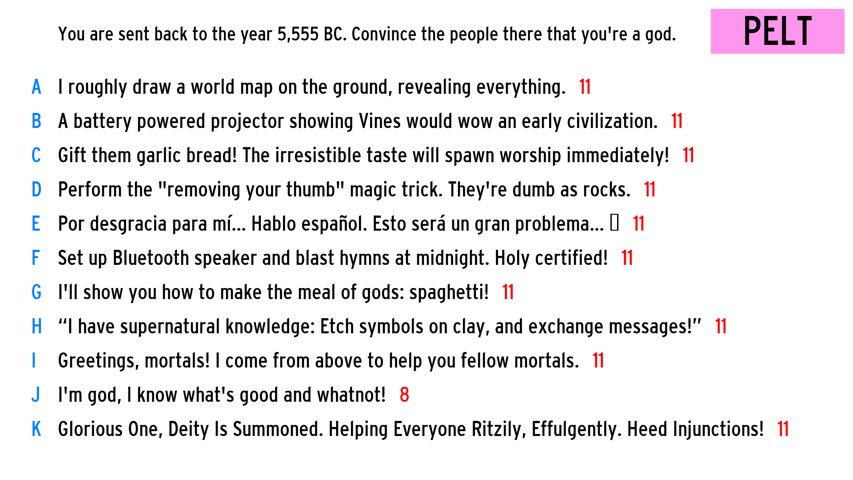 You are sent back to the year 5,555 BC. Convince the people there that you're a god.
PELT
A I roughly draw a world map on the ground, revealing everything. 11
B A battery powered projector showing Vines would wow an early civilization. 11
C Gift them garlic bread! The irresistible taste will spawn worship immediately! 11
D Perform the "removing your thumb" magic trick. They're dumb as rocks. 11
E Por desgracia para mí... Hablo español. Esto será un gran problema... 11
F Set up Bluetooth speaker and blast hymns at midnight. Holy certified! 11
G I'll show you how to make the meal of gods: spaghetti! 11
H “I have supernatural knowledge: Etch symbols on clay, and exchange messages!” 11
I Greetings, mortals! I come from above to help you fellow mortals. 11
J I'm god, I know what's good and whatnot! 8
K Glorious One, Deity Is Summoned. Helping Everyone Ritzily, Effulgently. Heed Injunctions! 11